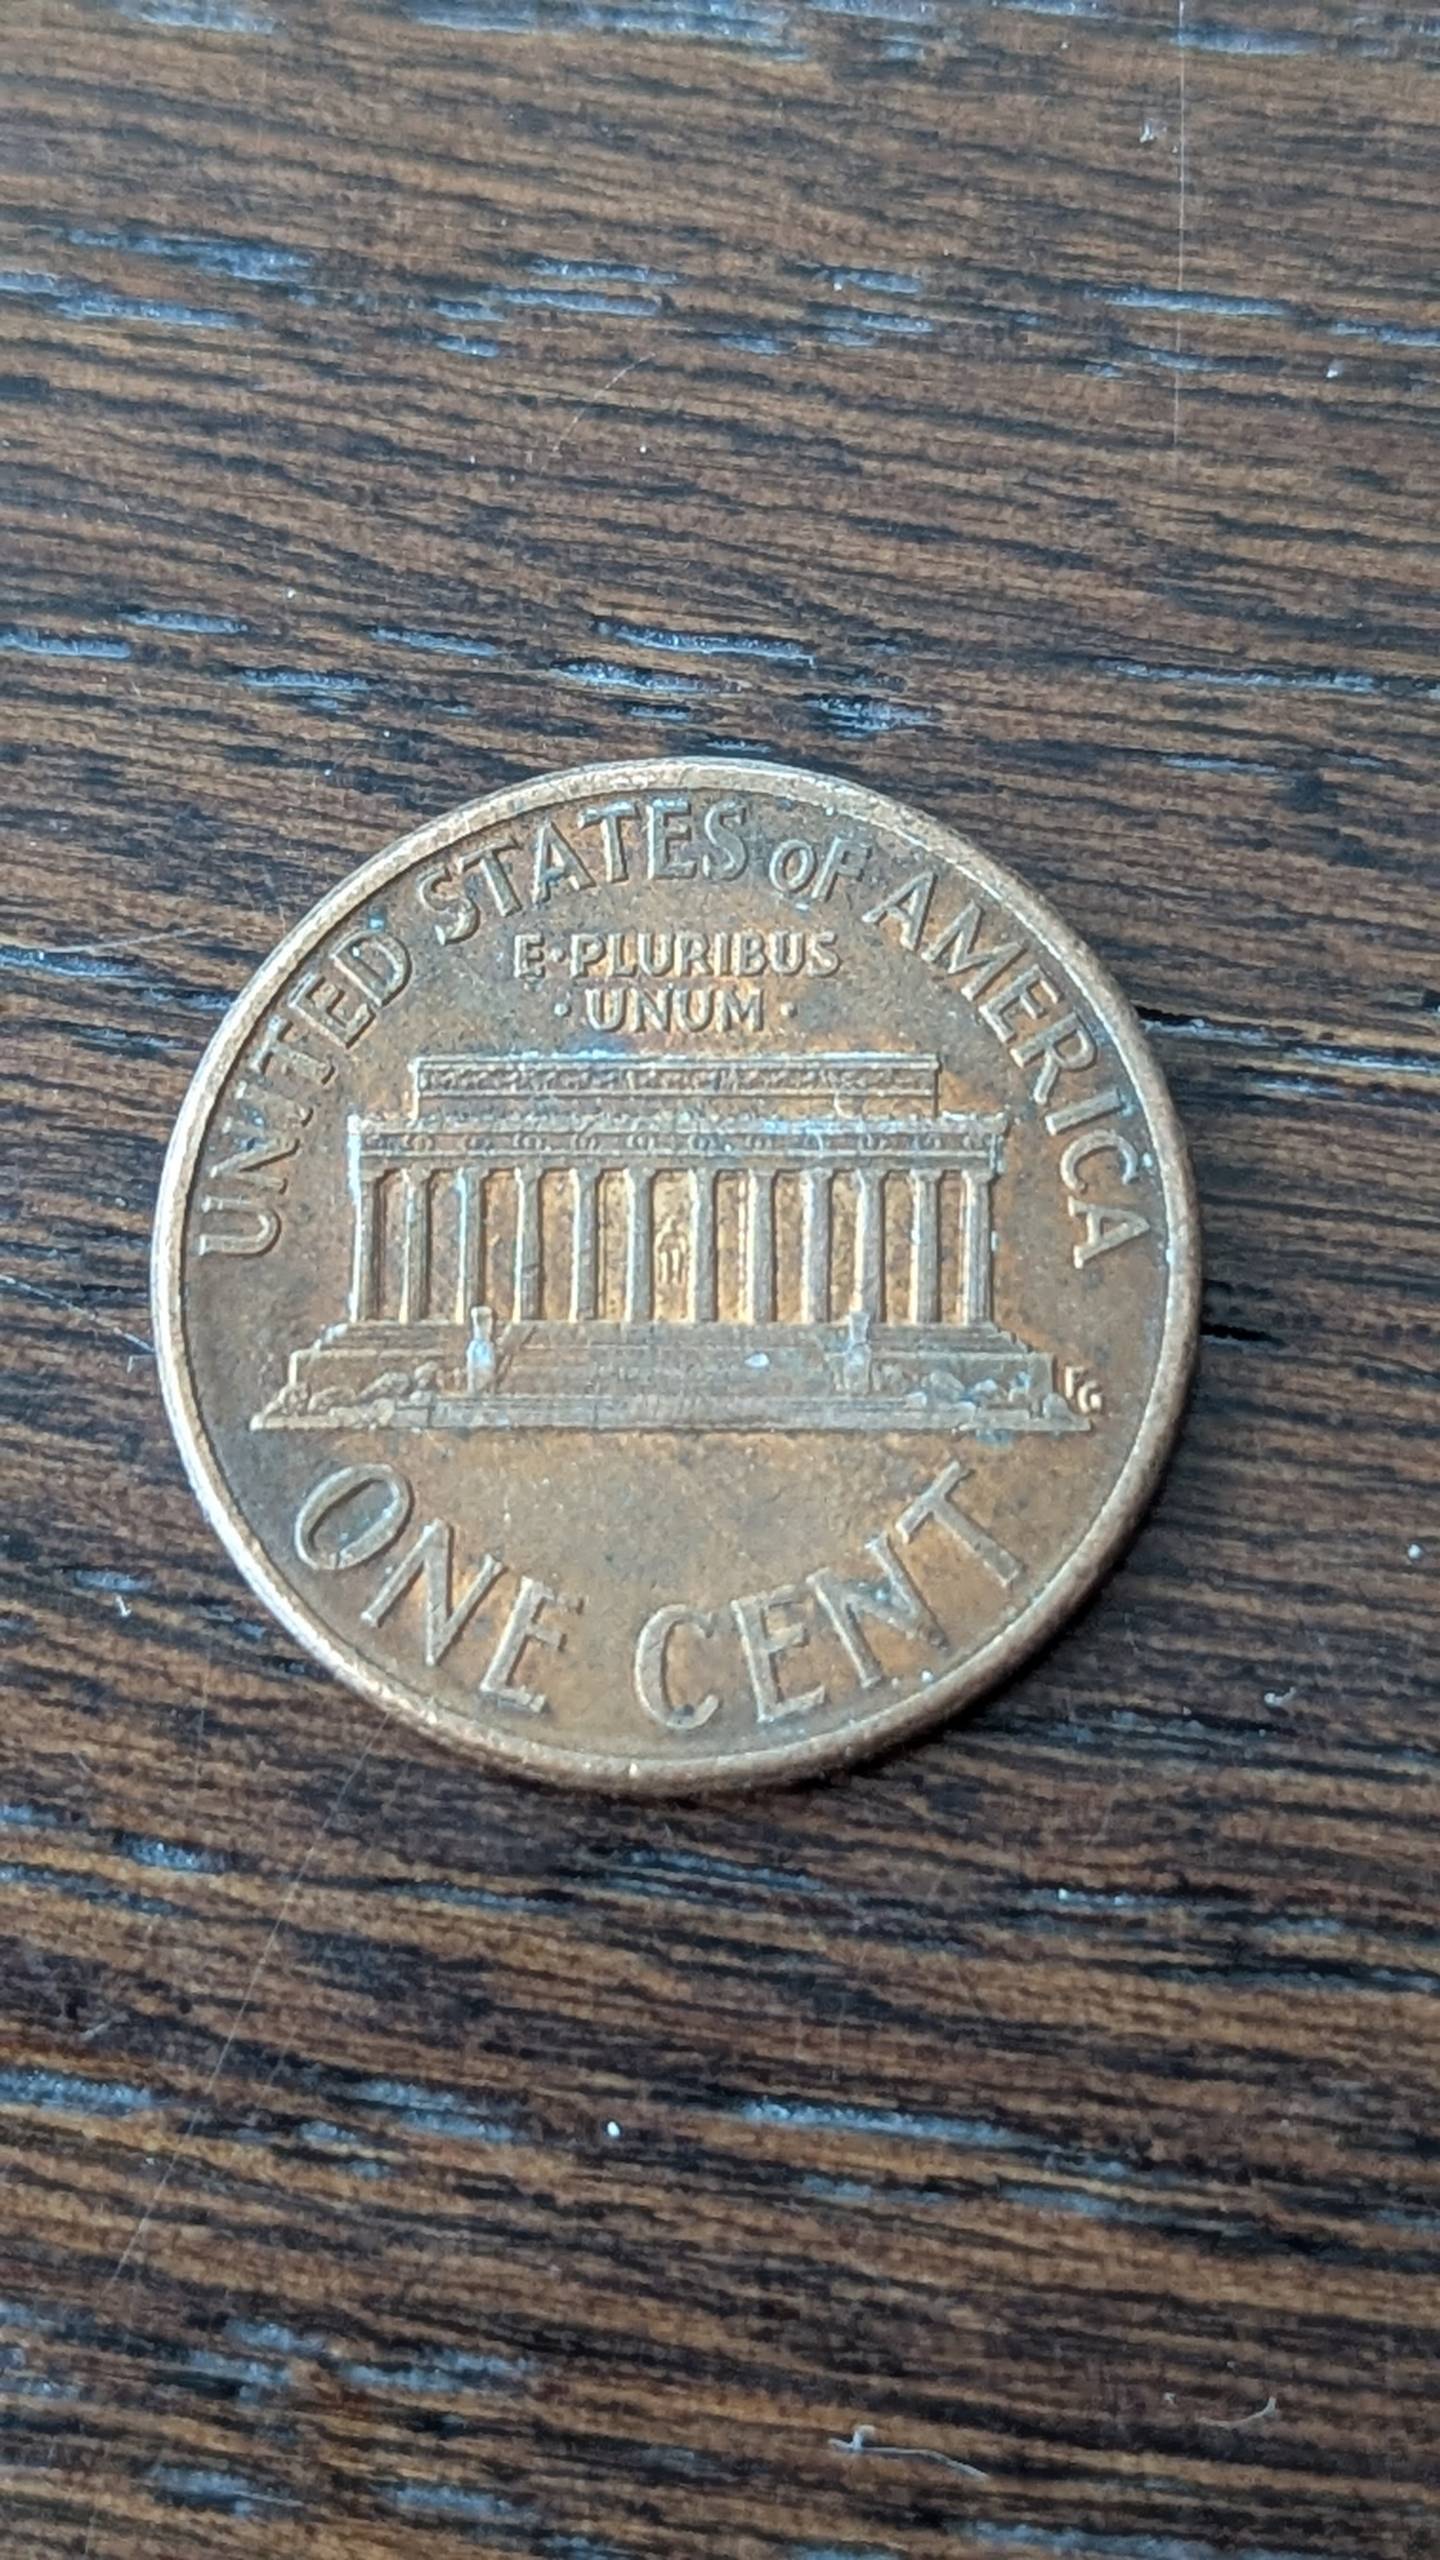 UNITED STATES OF AMERICA
E·PLURIBUS
·UNUM·
FG
ONE CENT